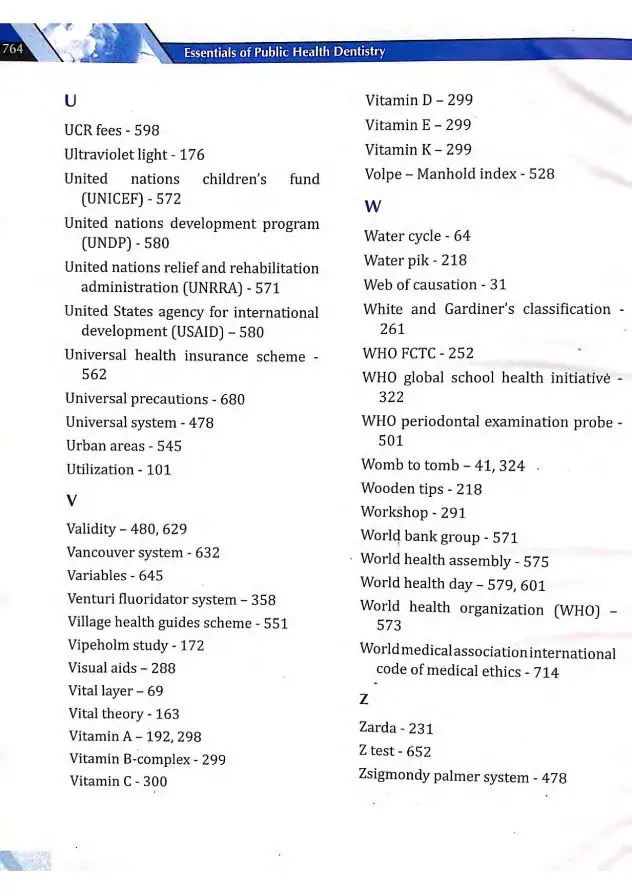 764
Essentials of Public Health Dentistry
U
UCR fees - 598
Ultraviolet light - 176
United nations children's fund
(UNICEF) - 572
United nations development program
(UNDP) - 580
United nations relief and rehabilitation
administration (UNRRA) - 571
United States agency for international
development (USAID) – 580
Universal health insurance scheme -
562
Universal precautions - 680
Universal system - 478
Urban areas - 545
Utilization - 101
V
Validity – 480, 629
Vancouver system - 632
Variables - 645
Venturi fluoridator system – 358
Village health guides scheme - 551
Vipeholm study - 172
Visual aids – 288
Vital layer – 69
Vital theory - 163
Vitamin A – 192, 298
Vitamin B-complex - 299
Vitamin C - 300
Vitamin D – 299
Vitamin E – 299
Vitamin K – 299
Volpe – Manhold index - 528
W
Water cycle - 64
Water pik - 218
Web of causation - 31
White and Gardiner's classification -
261
WHO FCTC - 252
WHO global school health initiative -
322
WHO periodontal examination probe -
501
Womb to tomb – 41, 324
Wooden tips - 218
Workshop - 291
World bank group - 571
World health assembly - 575
World health day – 579, 601
World health organization (WHO) –
573
World medical association international
code of medical ethics - 714
Z
Zarda - 231
Z test - 652
Zsigmondy palmer system - 478